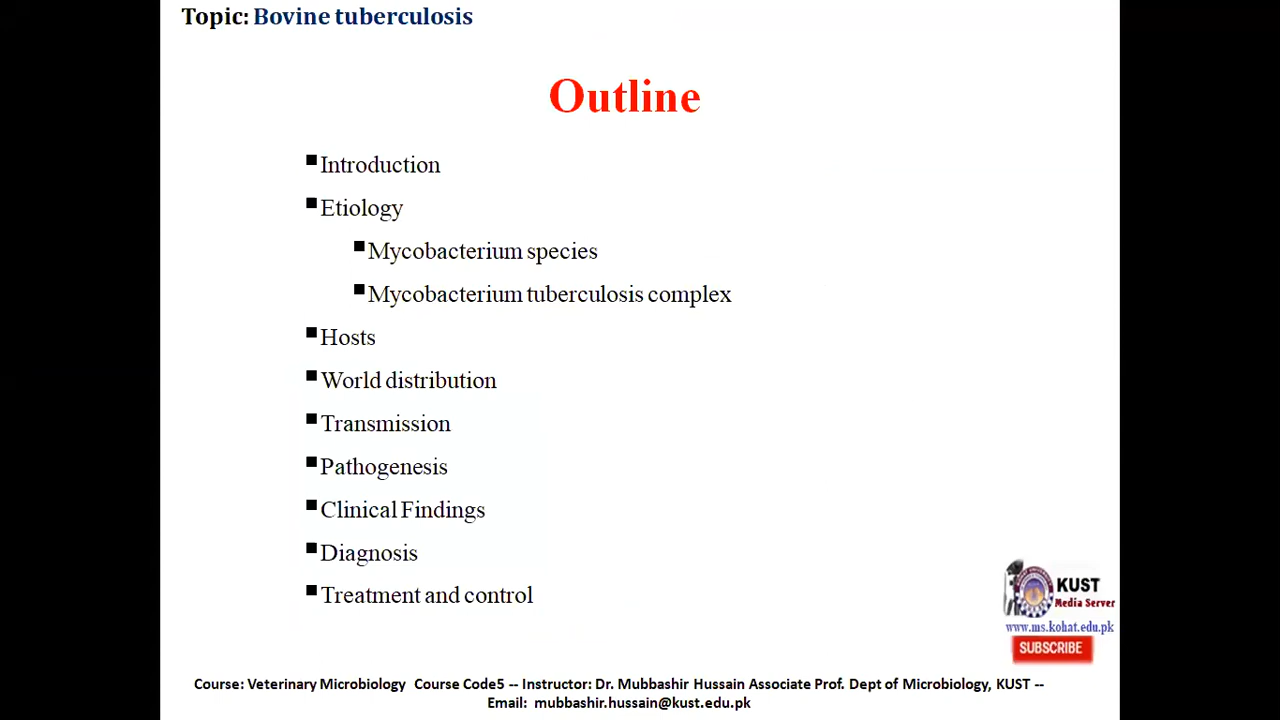 Topic: Bovine tuberculosis
Outline
Introduction
Etiology
Mycobacterium species
Mycobacterium tuberculosis complex
Hosts
World distribution
Transmission
Pathogenesis
Clinical Findings
Diagnosis
Treatment and control
KUST
Media Server
www.ms.kohat.edu.pk
SUBSCRIBE
Course: Veterinary Microbiology Course Code5 -- Instructor: Dr. Mubbashir Hussain Associate Prof. Dept of Microbiology, KUST --
Email: mubbashir.hussain@kust.edu.pk